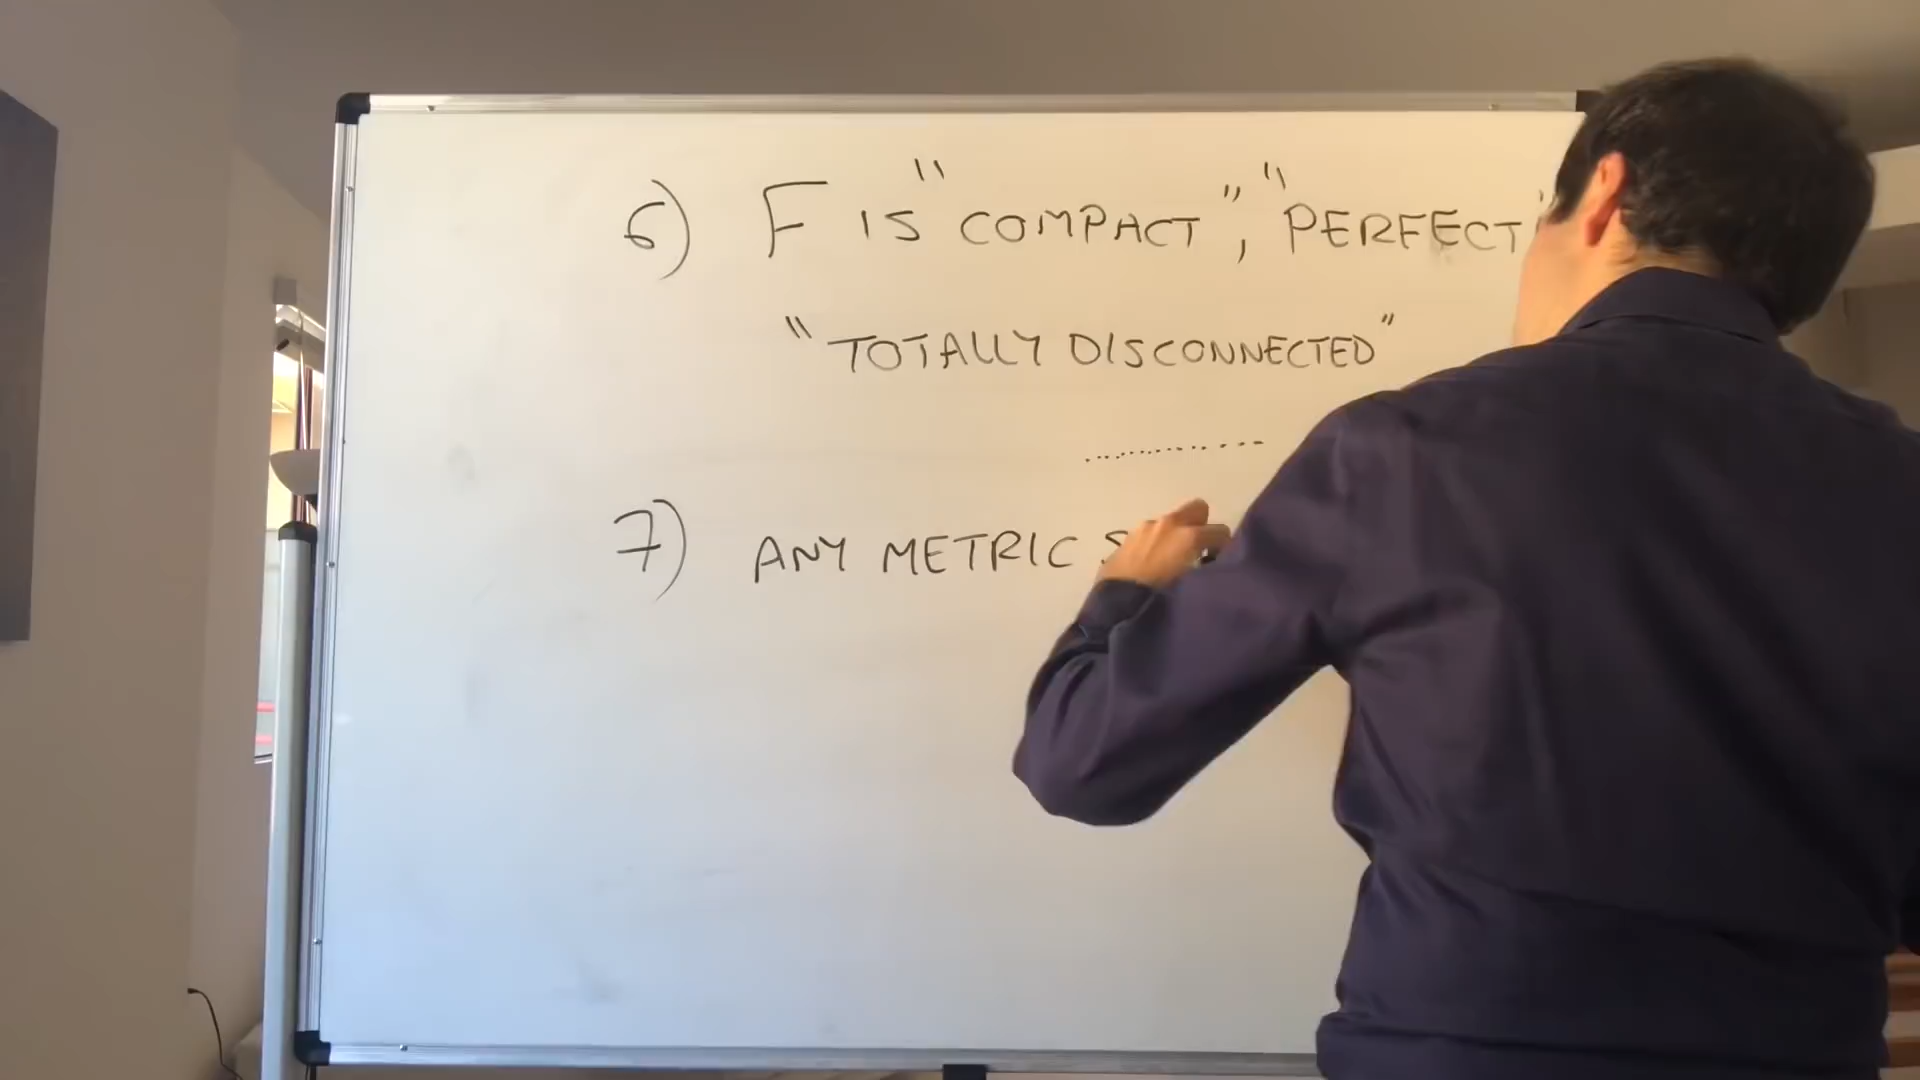 6) F IS "COMPACT", "PERFECT"
"TOTALLY DISCONNECTED"
7) ANY METRIC